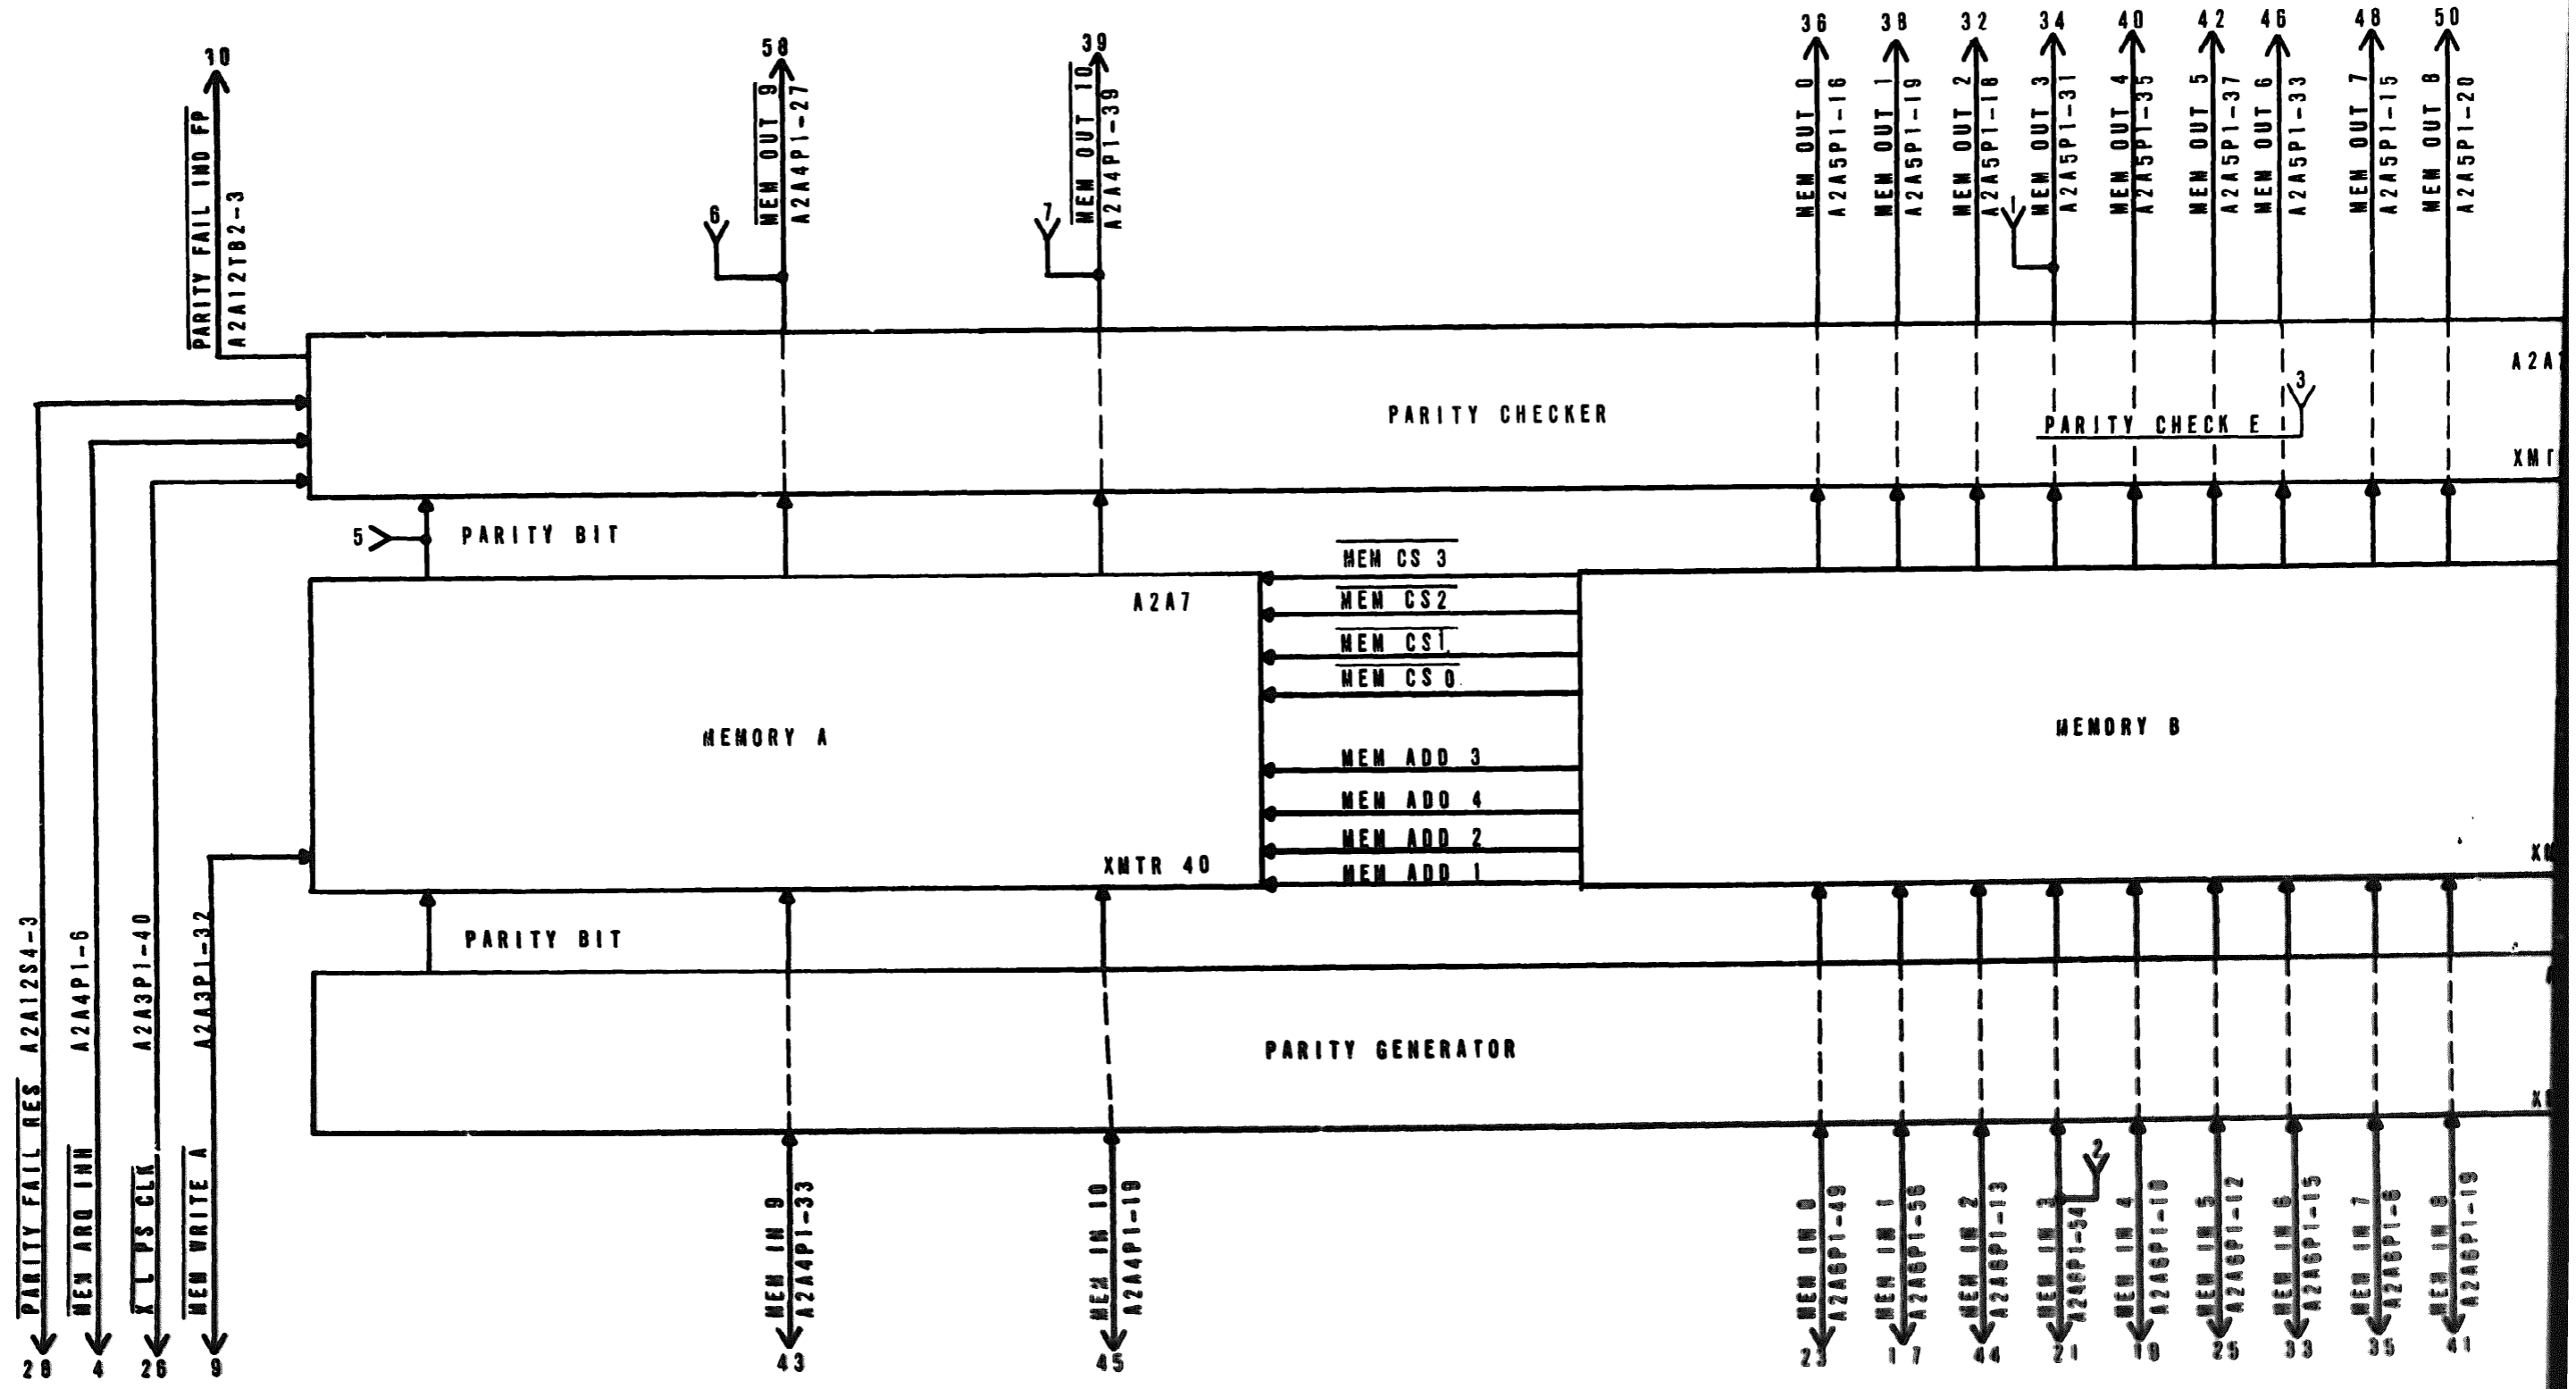 36 38 32 34 40 42 46 48 50
30
58
39
PARITY FAIL IND FP
A2A12TB2-3
MEM OUT 9
A2A4P1-27
MEM OUT 10
A2A4P1-39
MEM OUT 0
A2A5P1-16
MEM OUT 1
A2A5P1-19
MEM OUT 2
A2A5P1-18
MEM OUT 3
A2A5P1-31
MEM OUT 4
A2A5P1-35
MEM OUT 5
A2A5P1-37
MEM OUT 6
A2A5P1-33
MEM OUT 7
A2A5P1-15
MEM OUT 8
A2A5P1-20
6
7
1
A2A
3
PARITY CHECKER
PARITY CHECK E
5
PARITY BIT
MEM CS 3
A2A7
MEM CS2
MEM CS1
MEM CS 0
MEMORY A
MEMORY B
MEM ADD 3
MEM ADD 4
MEM ADD 2
XMTR 40
MEM ADD 1
PARITY BIT
PARITY GENERATOR
PARITY FAIL RES A2A12S4-3
MEM ARQ INH A2A4P1-6
X L PS CLK A2A3P1-40
MEM WRITE A A2A3P1-32
2
MEM IN 9
A2A4P1-33
MEM IN 10
A2A4P1-19
MEM IN 0
A2A6P1-49
MEM IN 1
A2A6P1-56
MEM IN 2
A2A6P1-13
MEM IN 3
A2A6P1-54
MEM IN 4
A2A6P1-10
MEM IN 5
A2A6P1-12
MEM IN 6
A2A6P1-15
MEM IN 7
A2A6P1-6
MEM IN 8
A2A6P1-19
28 4 26 9 43 45 23 17 44 21 19 25 33 35 41